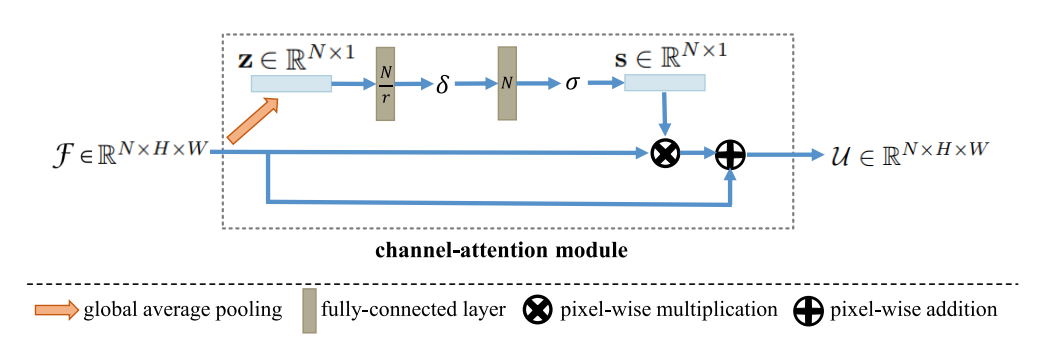 z ∈ ℝ^{N×1}
N/r
δ
N
σ
s ∈ ℝ^{N×1}
ℱ ∈ ℝ^{N×H×W}
𝒰 ∈ ℝ^{N×H×W}
channel-attention module
global average pooling
fully-connected layer
pixel-wise multiplication
pixel-wise addition